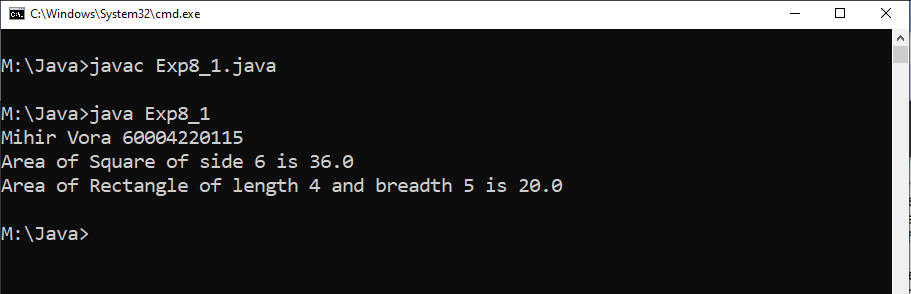 C:\Windows\System32\cmd.exe
M:\Java>javac Exp8_1.java
M:\Java>java Exp8_1
Mihir Vora 60004220115
Area of Square of side 6 is 36.0
Area of Rectangle of length 4 and breadth 5 is 20.0
M:\Java>